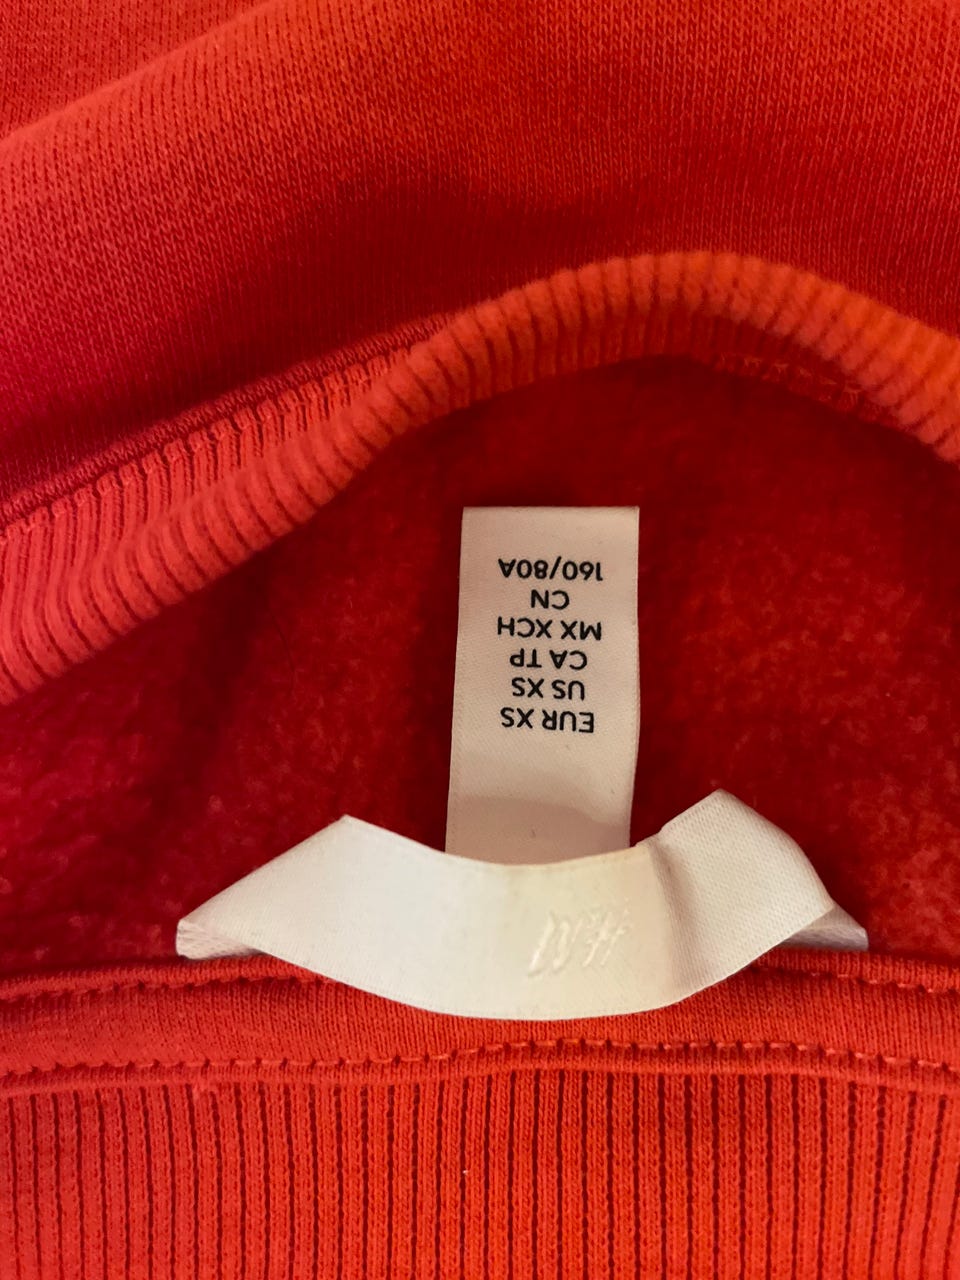 H&M
EUR XS
US XS
CA TP
MX XCH
CN
160/80A